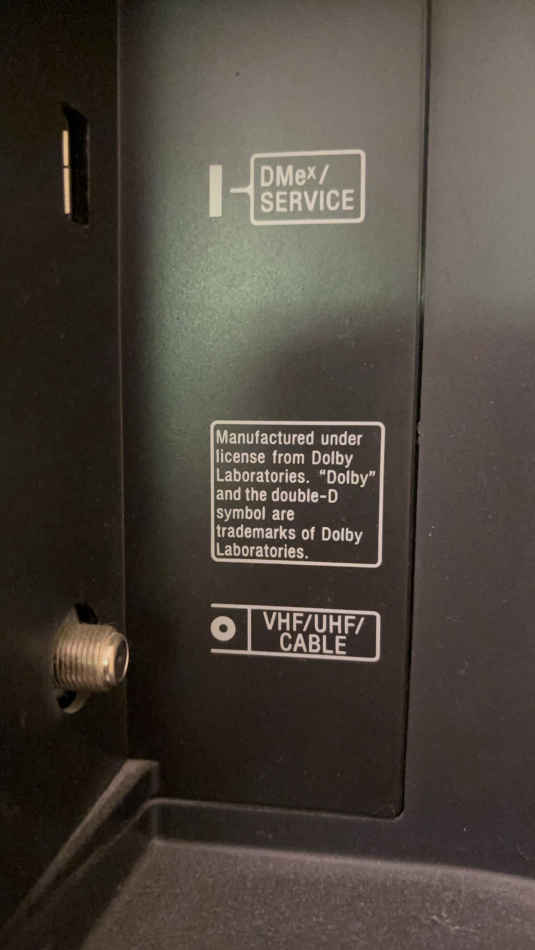 DMeˣ/
SERVICE
Manufactured under
license from Dolby
Laboratories. “Dolby”
and the double-D
symbol are
trademarks of Dolby
Laboratories.
VHF/UHF/
CABLE